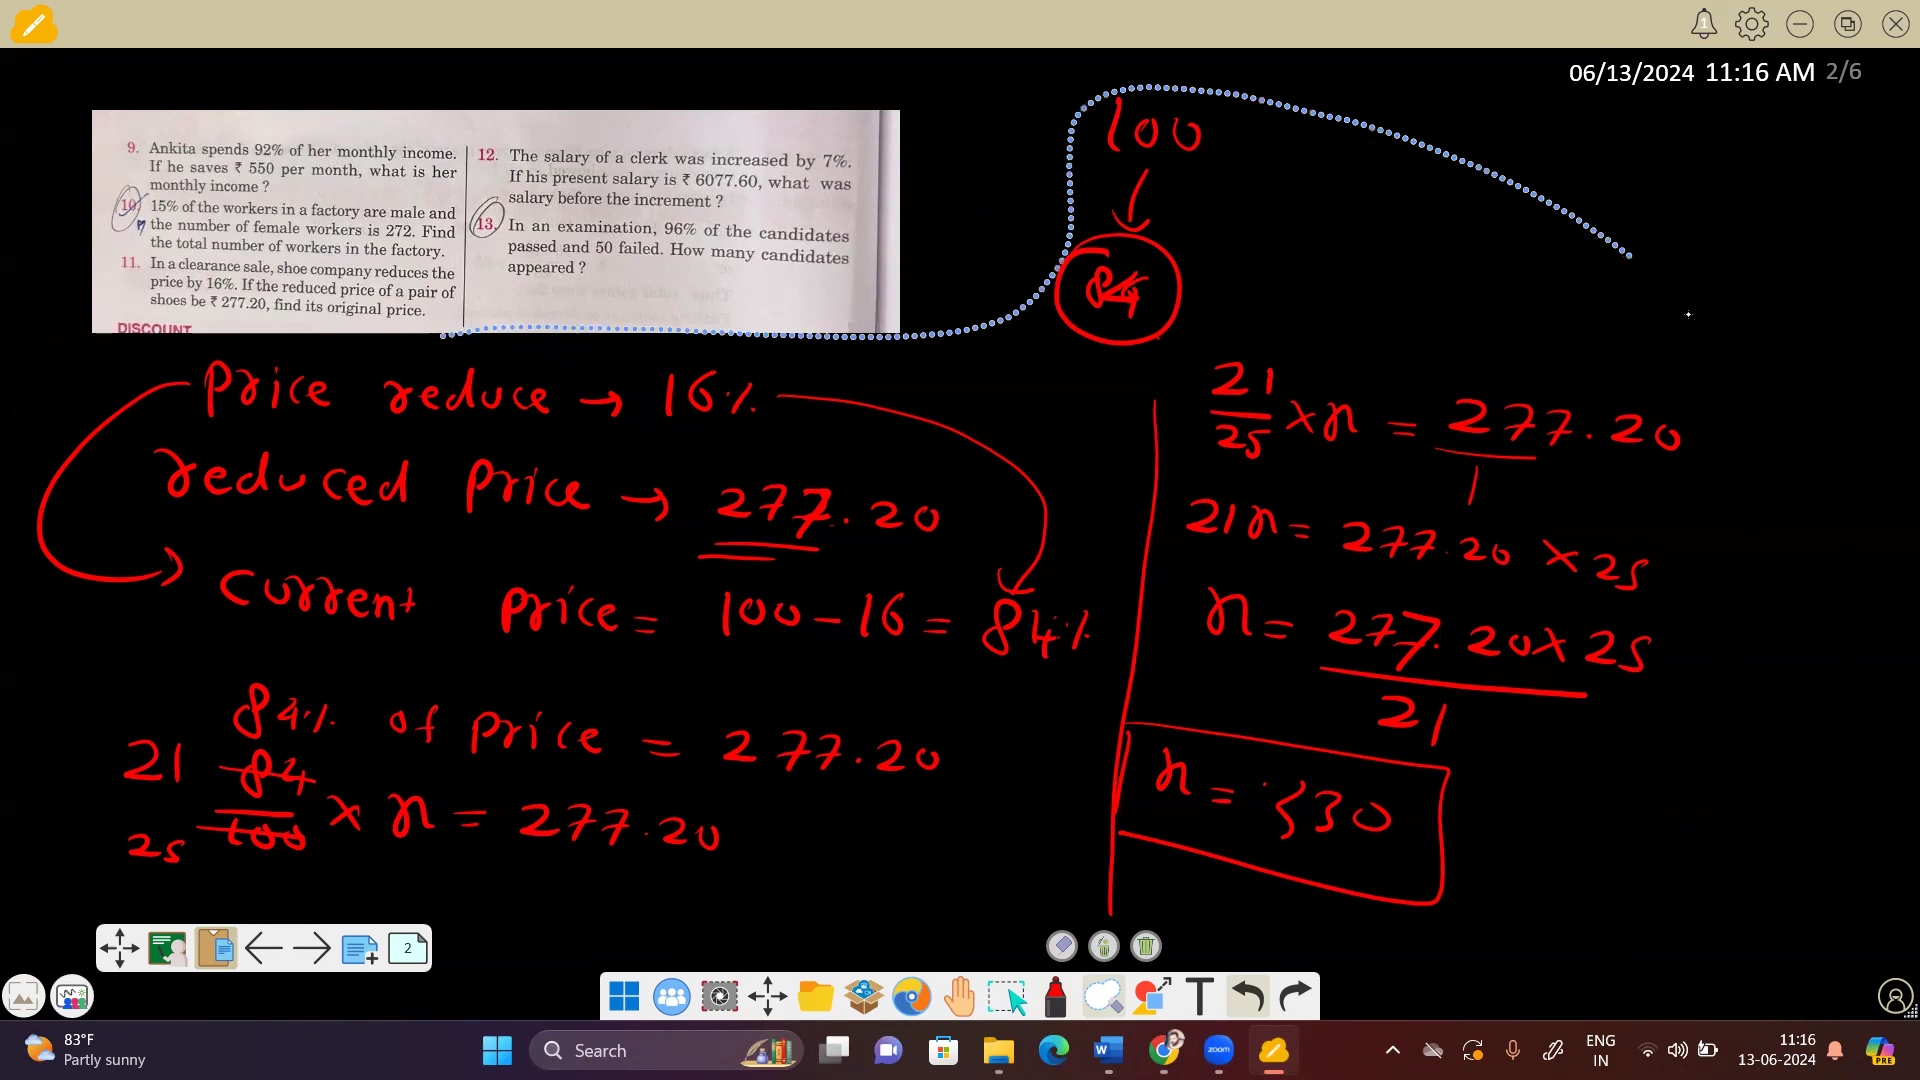 1
06/13/2024 11:16 AM 2/6
9. Ankita spends 92% of her monthly income.
If he saves ₹ 550 per month, what is her
monthly income ?
10. 15% of the workers in a factory are male and
the number of female workers is 272. Find
the total number of workers in the factory.
11. In a clearance sale, shoe company reduces the
price by 16%. If the reduced price of a pair of
shoes be ₹ 277.20, find its original price.
DISCOUNT
12. The salary of a clerk was increased by 7%.
If his present salary is ₹ 6077.60, what was
salary before the increment ?
13. In an examination, 96% of the candidates
passed and 50 failed. How many candidates
appeared ?
100
84
Price reduce → 16%
reduced Price → 277.20
Current Price = 100 - 16 = 84%
84% of Price = 277.20
21 84
25 100 × n = 277.20
21/25 × n = 277.20/1
21n = 277.20 × 25
n = 277.20 × 25
21
n = ₹330
2
83°F
Partly sunny
Search
zoom
ENG
IN
11:16
13-06-2024
PRE